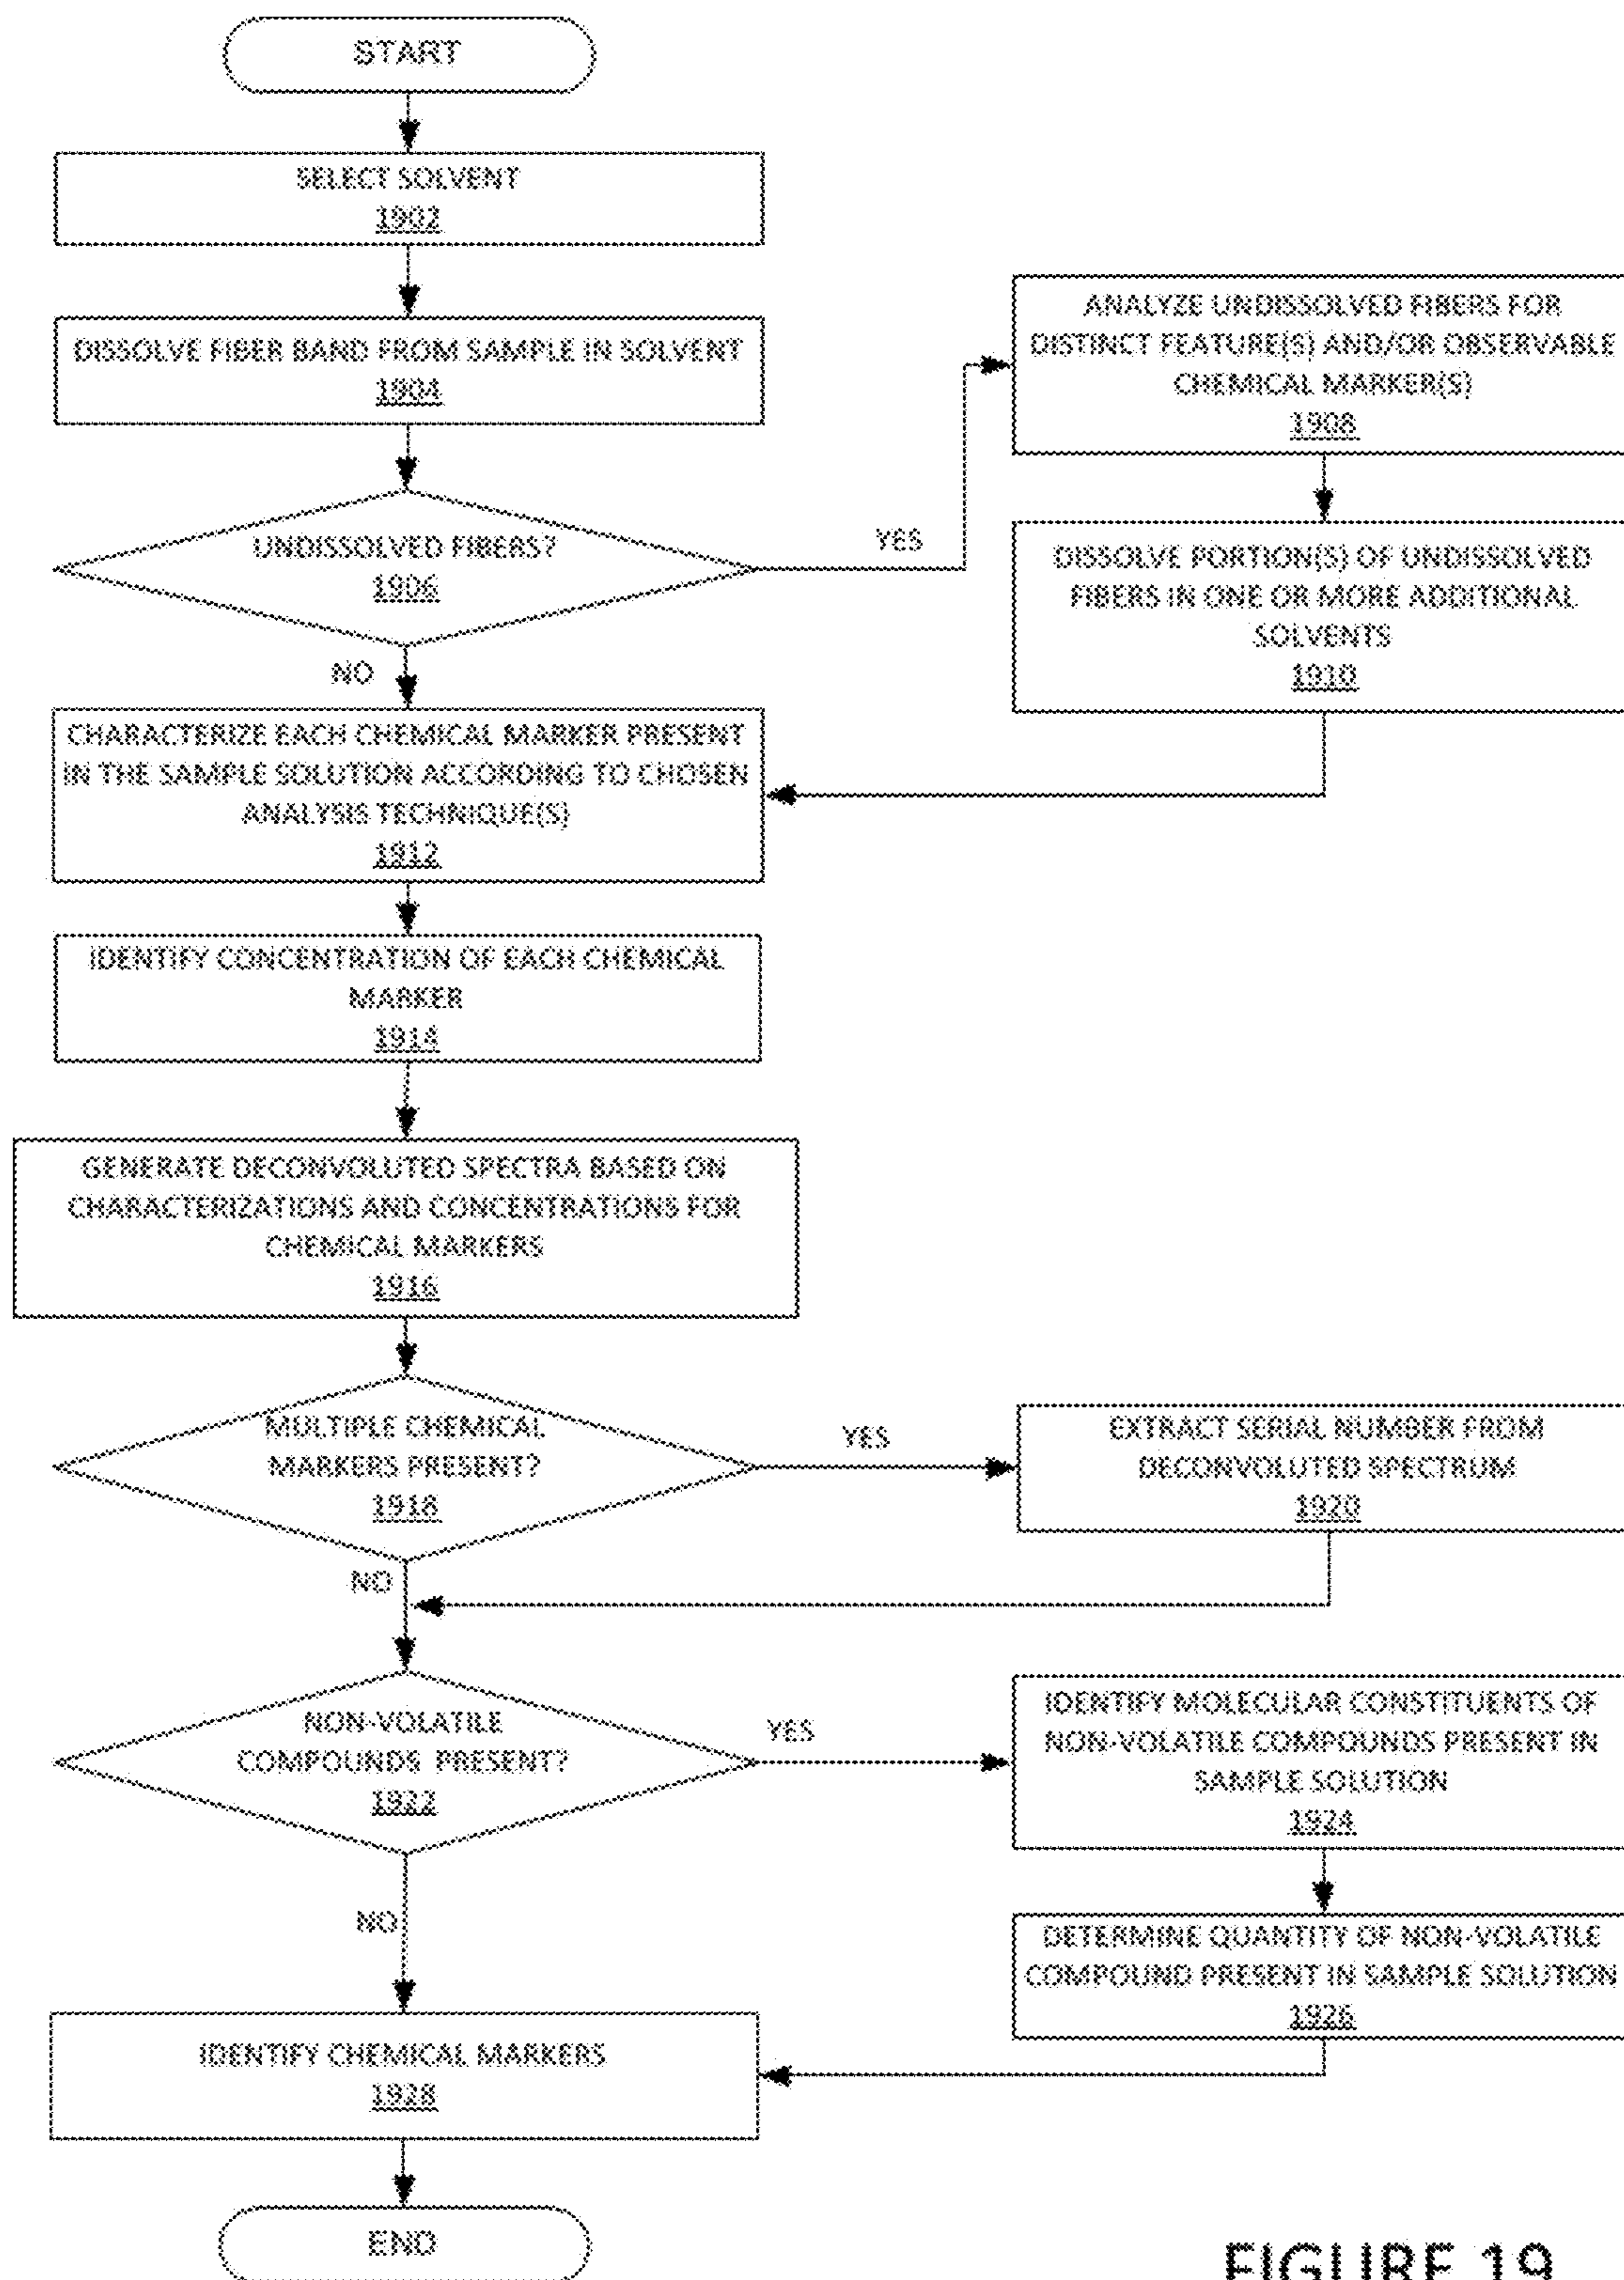 START
SELECT SOLVENT
1902
DISSOLVE FIBER BAND FROM SAMPLE IN SOLVENT
1904
UNDISSOLVED FIBERS?
1906
YES
NO
ANALYZE UNDISSOLVED FIBERS FOR
DISTINCT FEATURE(S) AND/OR OBSERVABLE
CHEMICAL MARKER(S)
1908
DISSOLVE PORTION(S) OF UNDISSOLVED
FIBERS IN ONE OR MORE ADDITIONAL
SOLVENTS
1910
CHARACTERIZE EACH CHEMICAL MARKER PRESENT
IN THE SAMPLE SOLUTION ACCORDING TO CHOSEN
ANALYSIS TECHNIQUE(S)
1912
IDENTIFY CONCENTRATION OF EACH CHEMICAL
MARKER
1914
GENERATE DECONVOLUTED SPECTRA BASED ON
CHARACTERIZATIONS AND CONCENTRATIONS FOR
CHEMICAL MARKERS
1916
MULTIPLE CHEMICAL
MARKERS PRESENT?
1918
YES
NO
EXTRACT SERIAL NUMBER FROM
DECONVOLUTED SPECTRUM
1920
NON-VOLATILE
COMPOUNDS PRESENT?
1922
YES
NO
IDENTIFY MOLECULAR CONSTITUENTS OF
NON-VOLATILE COMPOUNDS PRESENT IN
SAMPLE SOLUTION
1924
DETERMINE QUANTITY OF NON-VOLATILE
COMPOUND PRESENT IN SAMPLE SOLUTION
1926
IDENTIFY CHEMICAL MARKERS
1928
END
FIGURE 19